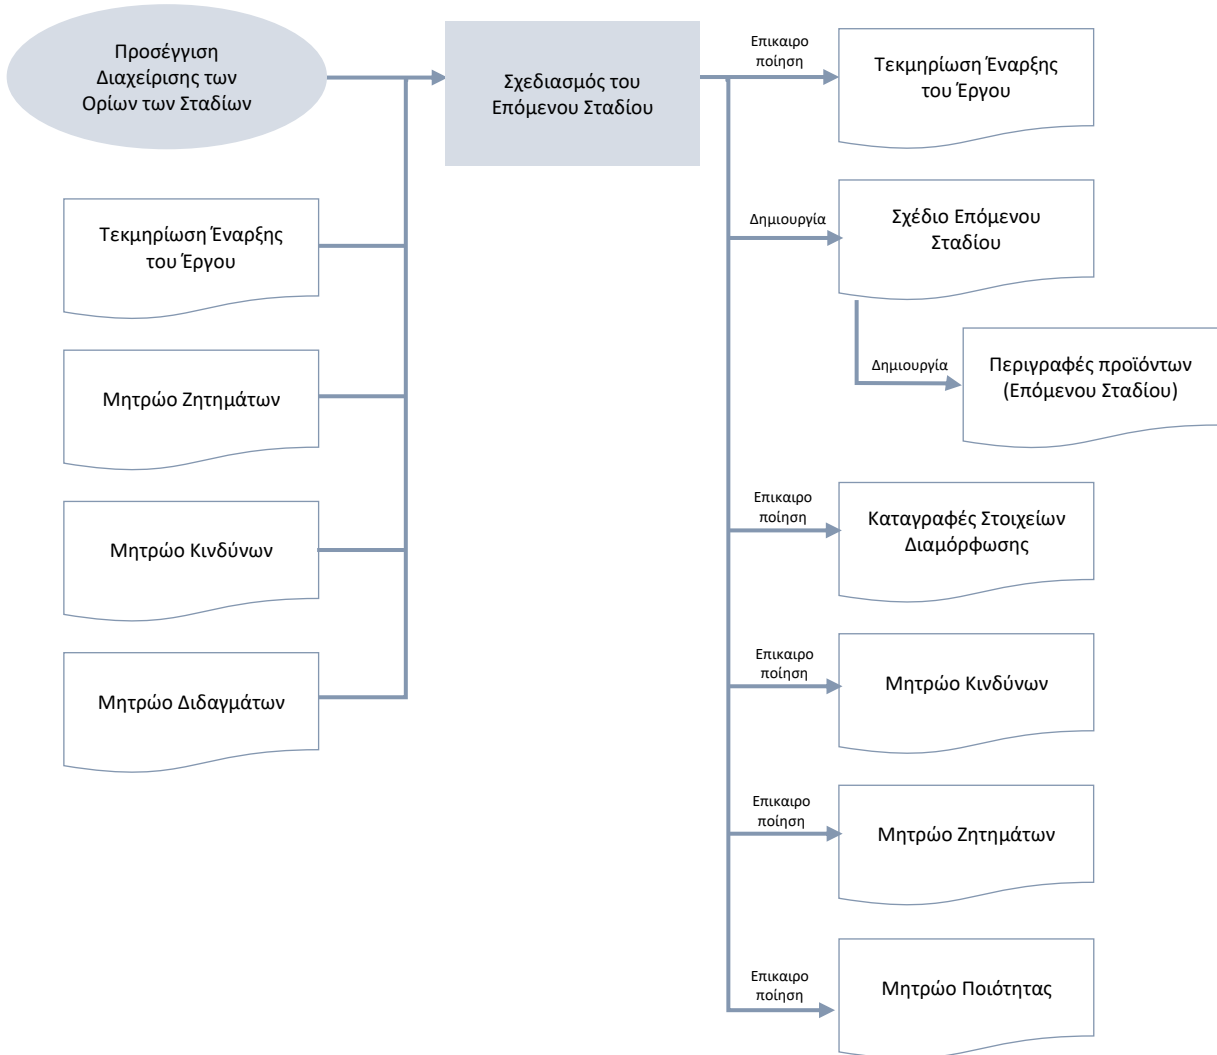 Προσέγγιση
Διαχείρισης των
Ορίων των Σταδίων
Σχεδιασμός του
Επόμενου Σταδίου
Επικαιρο
ποίηση
Τεκμηρίωση Έναρξης
του Έργου
Τεκμηρίωση Έναρξης
του Έργου
Δημιουργία
Σχέδιο Επόμενου
Σταδίου
Δημιουργία
Περιγραφές προϊόντων
(Επόμενου Σταδίου)
Μητρώο Ζητημάτων
Μητρώο Κινδύνων
Επικαιρο
ποίηση
Καταγραφές Στοιχείων
Διαμόρφωσης
Μητρώο Διδαγμάτων
Επικαιρο
ποίηση
Μητρώο Κινδύνων
Επικαιρο
ποίηση
Μητρώο Ζητημάτων
Επικαιρο
ποίηση
Μητρώο Ποιότητας